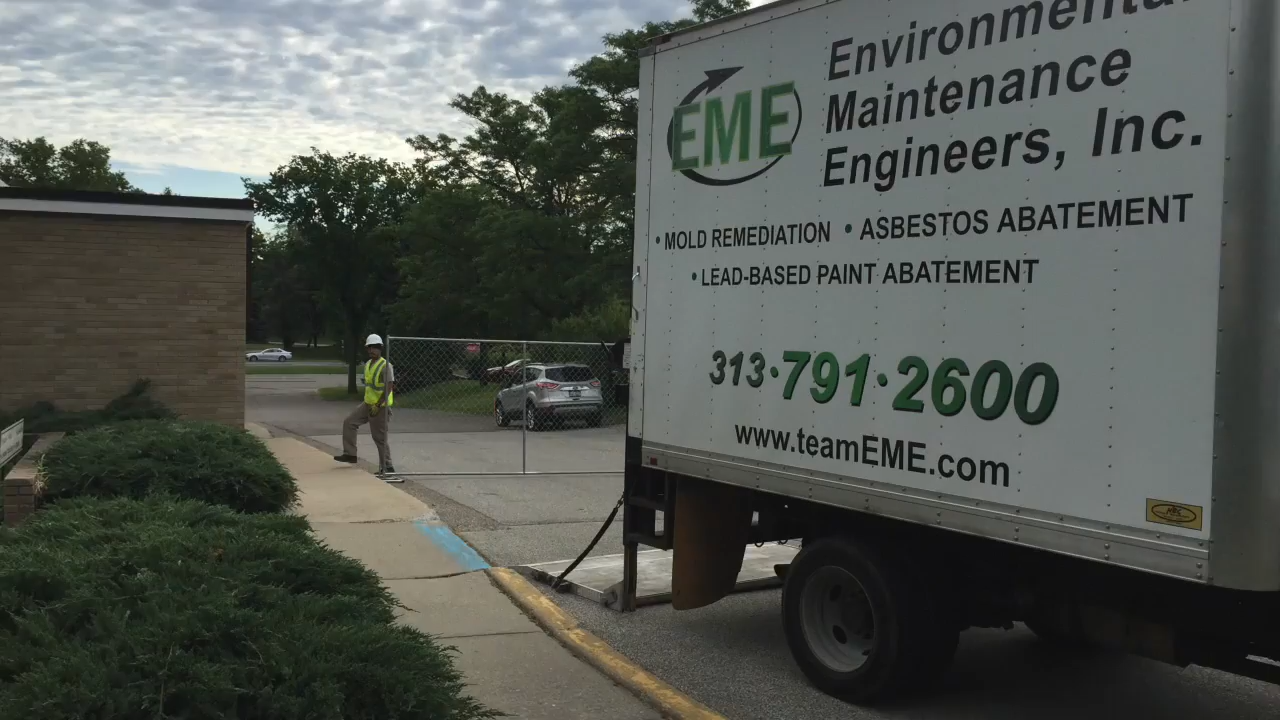 EME
Environmental
Maintenance
Engineers, Inc.
• MOLD REMEDIATION • ASBESTOS ABATEMENT
• LEAD-BASED PAINT ABATEMENT
313·791·2600
www.teamEME.com